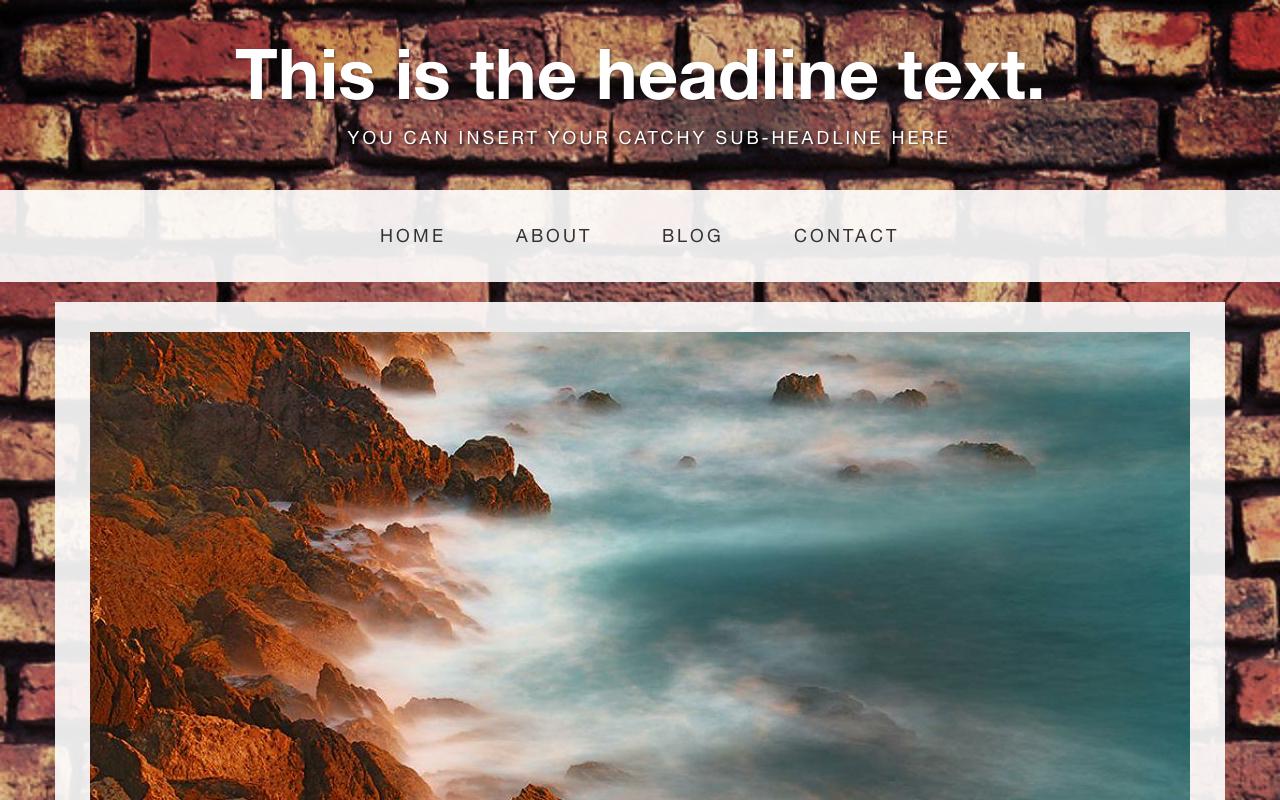 This is the headline text.
YOU CAN INSERT YOUR CATCHY SUB-HEADLINE HERE
HOME ABOUT BLOG CONTACT